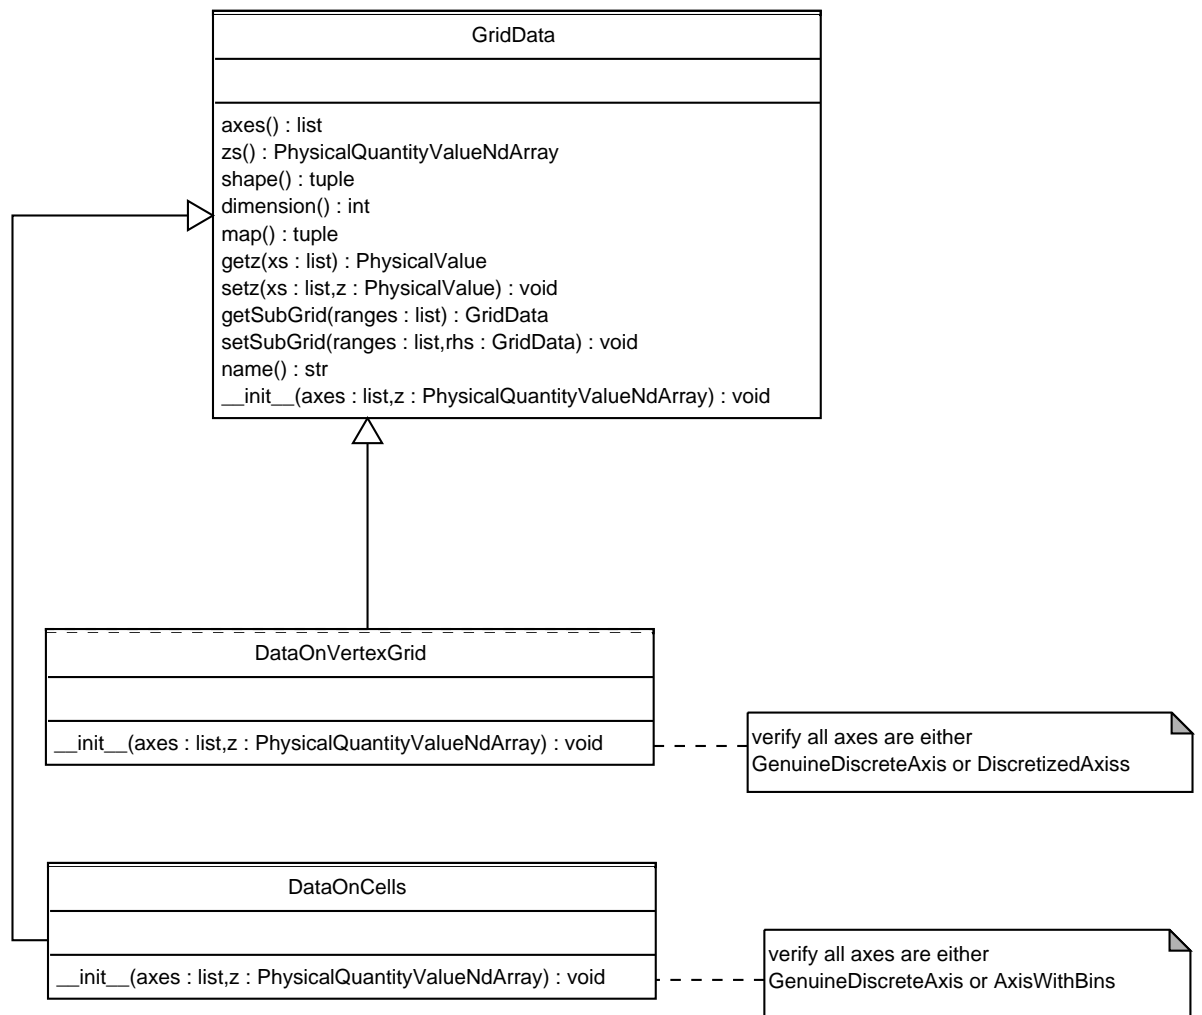 GridData
axes() : list
zs() : PhysicalQuantityValueNdArray
shape() : tuple
dimension() : int
map() : tuple
getz(xs : list) : PhysicalValue
setz(xs : list,z : PhysicalValue) : void
getSubGrid(ranges : list) : GridData
setSubGrid(ranges : list,rhs : GridData) : void
name() : str
__init__(axes : list,z : PhysicalQuantityValueNdArray) : void
DataOnVertexGrid
__init__(axes : list,z : PhysicalQuantityValueNdArray) : void
verify all axes are either
GenuineDiscreteAxis or DiscretizedAxiss
DataOnCells
__init__(axes : list,z : PhysicalQuantityValueNdArray) : void
verify all axes are either
GenuineDiscreteAxis or AxisWithBins